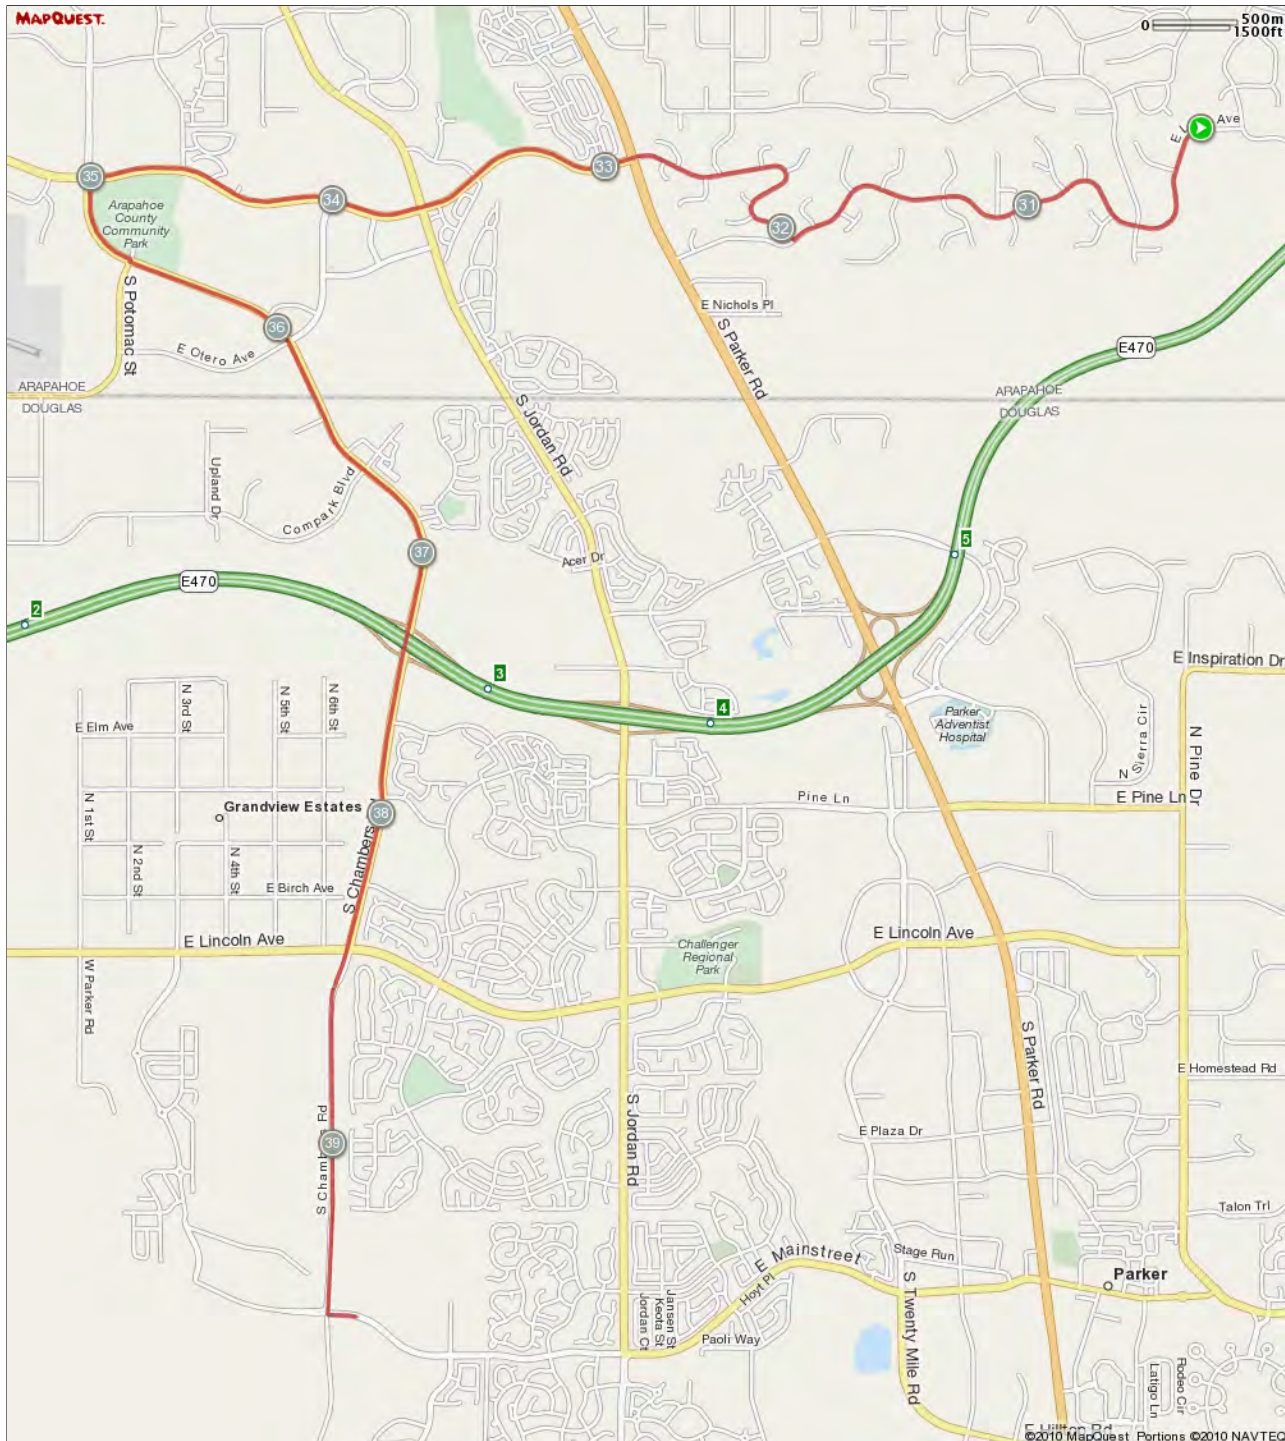 MAPQUEST.
0 500m
1500ft
Ave
E L
35
34
33
32
31
Arapahoe
County
Community
Park
S Potomac St
36
E Otero Ave
E Nichols Pl
S Parker Rd
E470
ARAPAHOE
DOUGLAS
ARAPAHOE
DOUGLAS
S Jordan Rd
Upland Dr
Compark Blvd
37
Acer Dr
5
E470
2
3
4
E Inspiration Dr
N 3rd St
N 5th St
N 6th St
E Elm Ave
Parker
Adventist
Hospital
N Sierra Cir
N Pine Dr
N 1st St
Grandview Estates
38
Pine Ln
E Pine Ln
N 2nd St
N 4th St
S Chambers
E Birch Ave
E Lincoln Ave
E Lincoln Ave
Challenger
Regional
Park
W Parker Rd
S Parker Rd
E Homestead Rd
S Jordan Rd
E Plaza Dr
39
S Chambers Rd
Talon Trl
E Mainstreet
Stage Run
Parker
Hoyt Pl
Jansen St
Keota St
Jordan Ct
Paoli Way
S Twenty Mile Rd
Latigo Ln
Rodeo Cir
E Hilltop Rd
©2010 MapQuest Portions ©2010 NAVTEQ